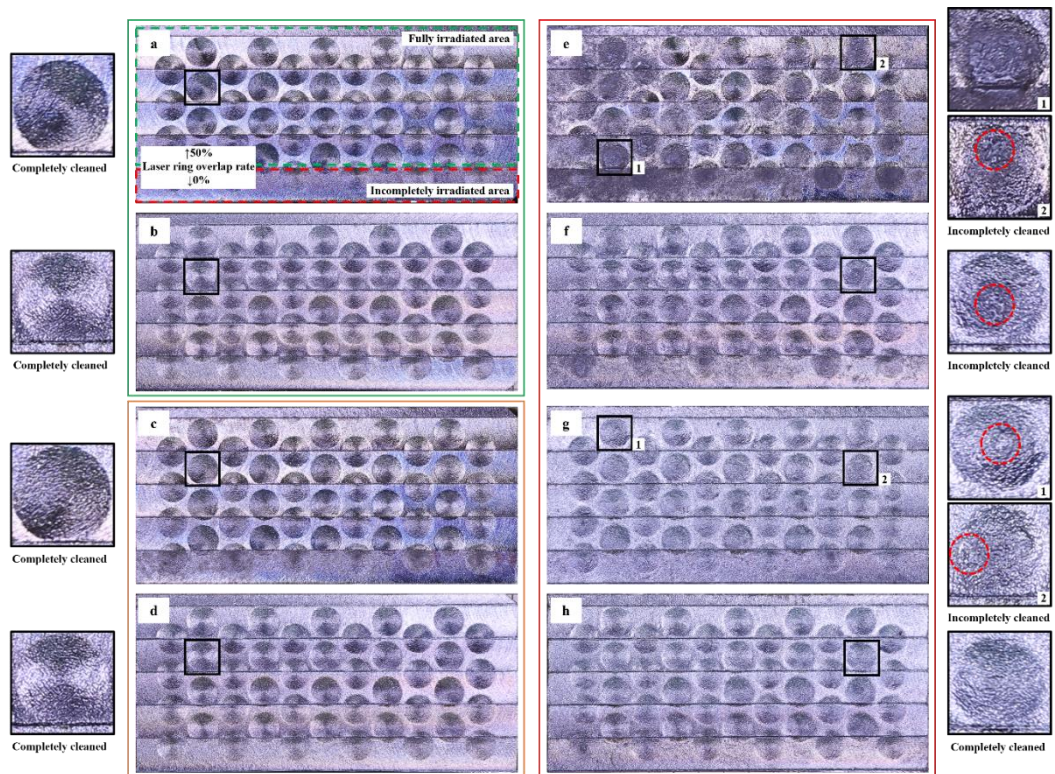 a
Fully irradiated area
↑50%
Laser ring overlap rate
↓0%
Incompletely irradiated area
Completely cleaned
b
Completely cleaned
c
Completely cleaned
d
Completely cleaned
e
2
1
1
2
Incompletely cleaned
f
Incompletely cleaned
g
1
2
1
2
Incompletely cleaned
h
Completely cleaned